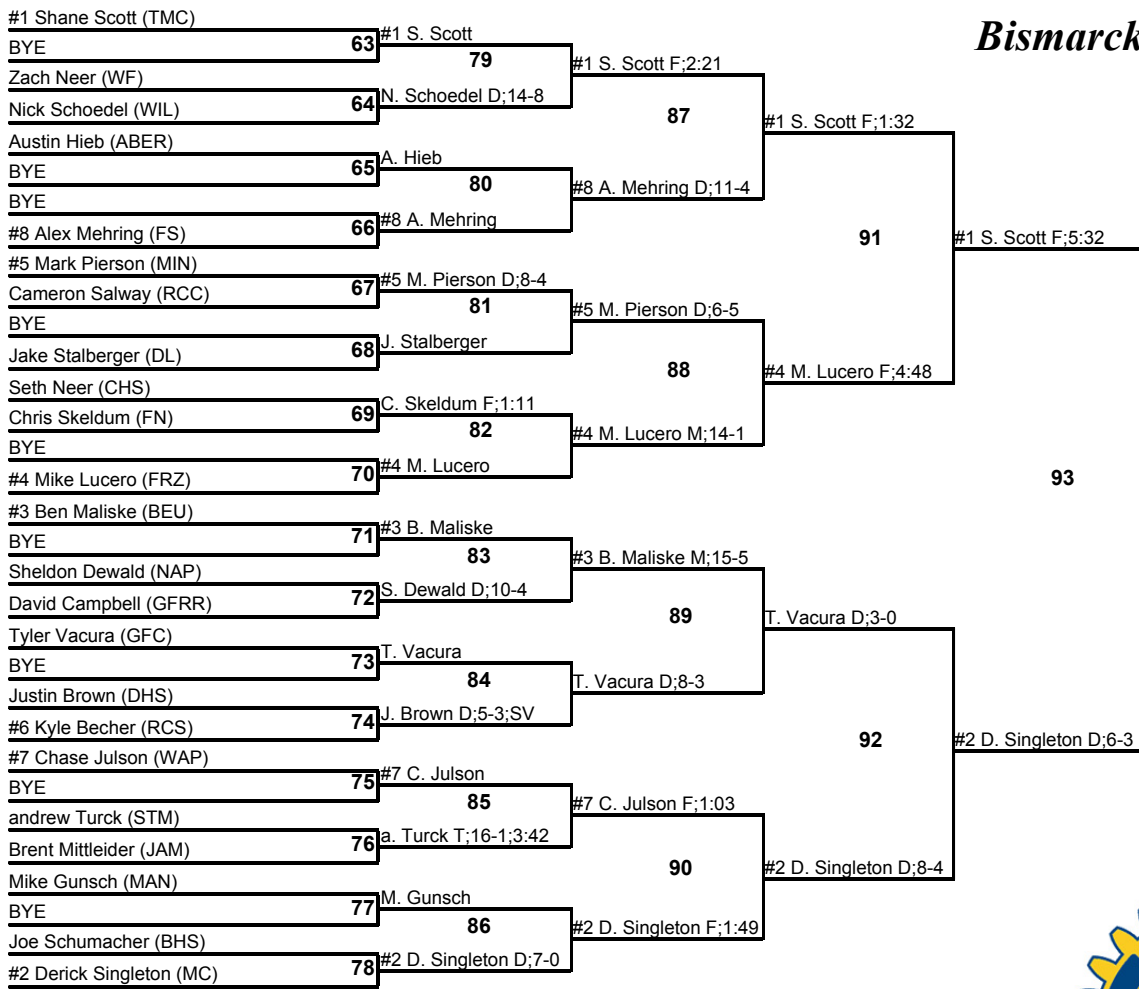 #1 Shane Scott (TMC)
BYE
Zach Neer (WF)
Nick Schoedel (WIL)
Austin Hieb (ABER)
BYE
BYE
#8 Alex Mehring (FS)
#5 Mark Pierson (MIN)
Cameron Salway (RCC)
BYE
Jake Stalberger (DL)
Seth Neer (CHS)
Chris Skeldum (FN)
BYE
#4 Mike Lucero (FRZ)
#3 Ben Maliske (BEU)
BYE
Sheldon Dewald (NAP)
David Campbell (GFRR)
Tyler Vacura (GFC)
BYE
Justin Brown (DHS)
#6 Kyle Becher (RCS)
#7 Chase Julson (WAP)
BYE
andrew Turck (STM)
Brent Mittleider (JAM)
Mike Gunsch (MAN)
BYE
Joe Schumacher (BHS)
#2 Derick Singleton (MC)
63
64
65
66
67
68
69
70
71
72
73
74
75
76
77
78
#1 S. Scott
79
N. Schoedel D;14-8
A. Hieb
80
#8 A. Mehring
#5 M. Pierson D;8-4
81
J. Stalberger
C. Skeldum F;1:11
82
#4 M. Lucero
#3 B. Maliske
83
S. Dewald D;10-4
T. Vacura
84
J. Brown D;5-3;SV
#7 C. Julson
85
a. Turck T;16-1;3:42
M. Gunsch
86
#2 D. Singleton D;7-0
#1 S. Scott F;2:21
87
#8 A. Mehring D;11-4
#5 M. Pierson D;6-5
88
#4 M. Lucero M;14-1
#3 B. Maliske M;15-5
89
T. Vacura D;8-3
#7 C. Julson F;1:03
90
#2 D. Singleton F;1:49
#1 S. Scott F;1:32
91
#4 M. Lucero F;4:48
T. Vacura D;3-0
92
#2 D. Singleton D;8-4
Bismarck
#1 S. Scott F;5:32
93
#2 D. Singleton D;6-3